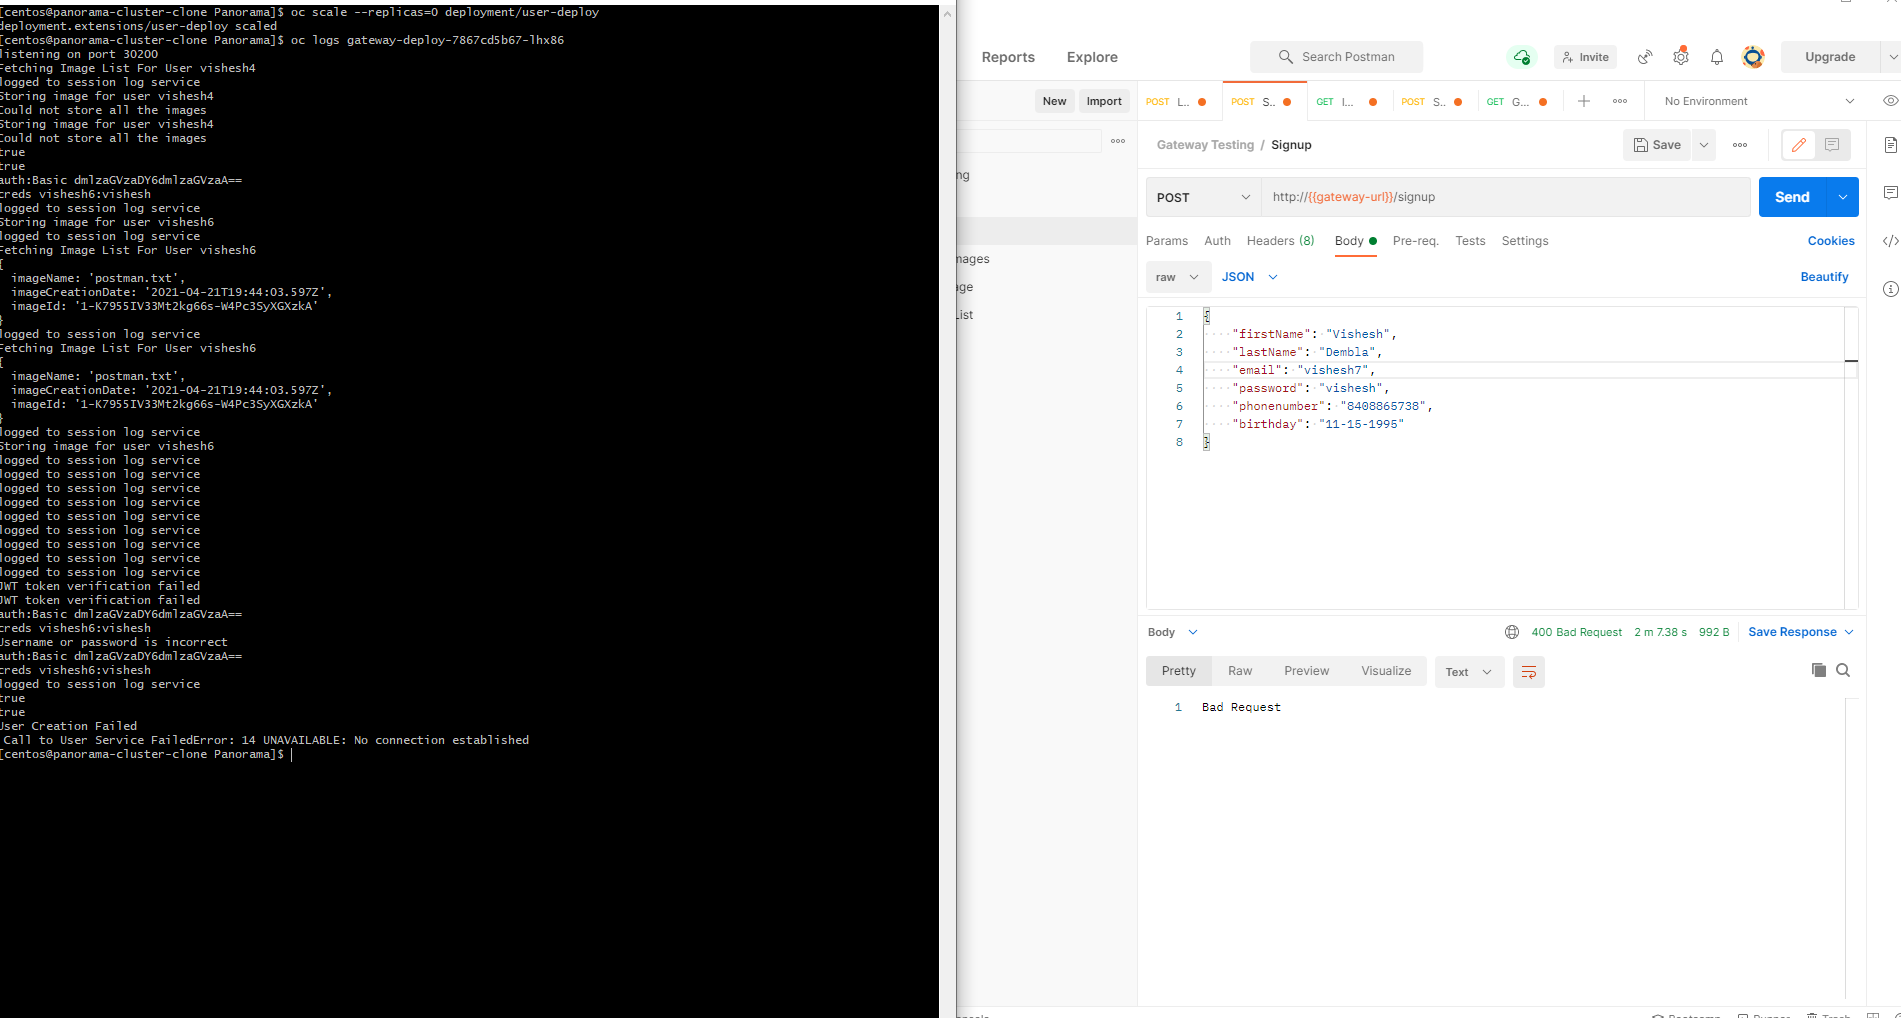 [centos@panorama-cluster-clone Panorama]$ oc scale --replicas=0 deployment/user-deploy
deployment.extensions/user-deploy scaled
[centos@panorama-cluster-clone Panorama]$ oc logs gateway-deploy-7867cd5b67-lhx86
listening on port 30200
Fetching Image List For User vishesh4
logged to session log service
Storing image for user vishesh4
Could not store all the images
Storing image for user vishesh4
Could not store all the images
true
true
auth:Basic dmlzaGVzaDY6dmlzaGVzaA==
creds vishesh6:vishesh
logged to session log service
Storing image for user vishesh6
logged to session log service
Fetching Image List For User vishesh6
{
imageName: 'postman.txt',
imageCreationDate: '2021-04-21T19:44:03.597Z',
imageId: '1-K7955IV33Mt2kg66s-W4Pc3SyXGXzkA'
}
logged to session log service
Fetching Image List For User vishesh6
{
imageName: 'postman.txt',
imageCreationDate: '2021-04-21T19:44:03.597Z',
imageId: '1-K7955IV33Mt2kg66s-W4Pc3SyXGXzkA'
}
logged to session log service
Storing image for user vishesh6
logged to session log service
logged to session log service
logged to session log service
logged to session log service
logged to session log service
logged to session log service
logged to session log service
logged to session log service
logged to session log service
JWT token verification failed
JWT token verification failed
auth:Basic dmlzaGVzaDY6dmlzaGVzaA==
creds vishesh6:vishesh
Username or password is incorrect
auth:Basic dmlzaGVzaDY6dmlzaGVzaA==
creds vishesh6:vishesh
logged to session log service
true
true
User Creation Failed
Call to User Service FailedError: 14 UNAVAILABLE: No connection established
[centos@panorama-cluster-clone Panorama]$
Reports Explore Search Postman Invite Upgrade
New Import POST L.. POST S.. GET I... POST S.. GET G... No Environment
Gateway Testing / Signup Save
ng
mages
age
List
POST http://{{gateway-url}}/signup Send
Params Auth Headers (8) Body Pre-req. Tests Settings Cookies
raw JSON Beautify
1 {
2 "firstName": "Vishesh",
3 "lastName": "Dembla",
4 "email": "vishesh7",
5 "password": "vishesh",
6 "phonenumber": "8408865738",
7 "birthday": "11-15-1995"
8 }
Body 400 Bad Request 2 m 7.38 s 992 B Save Response
Pretty Raw Preview Visualize Text
1 Bad Request